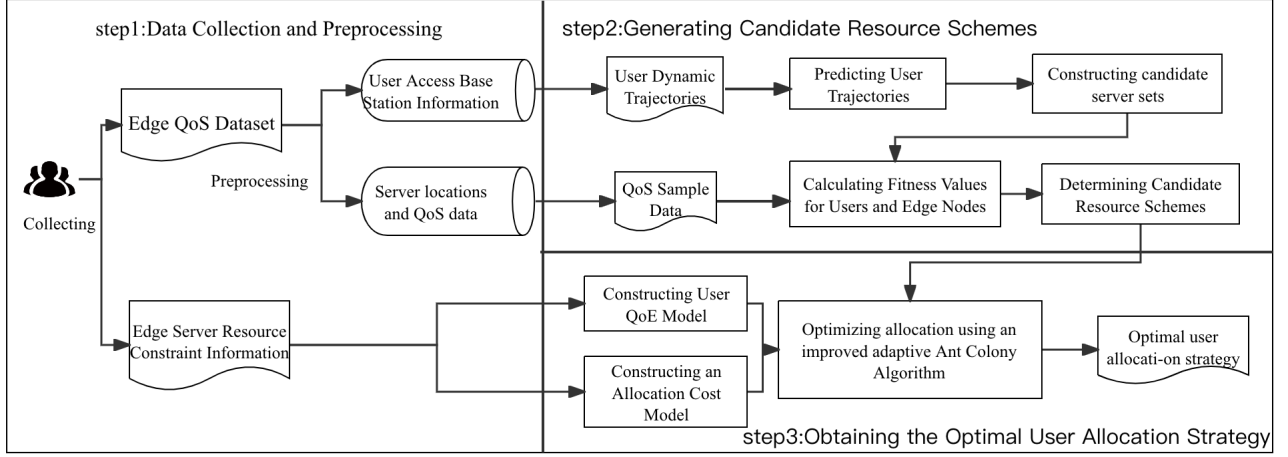 step1:Data Collection and Preprocessing
Collecting
Edge QoS Dataset
Preprocessing
User Access Base
Station Information
Server locations
and QoS data
Edge Server Resource
Constraint Information
step2:Generating Candidate Resource Schemes
User Dynamic
Trajectories
Predicting User
Trajectories
Constructing candidate
server sets
QoS Sample
Data
Calculating Fitness Values
for Users and Edge Nodes
Determining Candidate
Resource Schemes
Constructing User
QoE Model
Constructing an
Allocation Cost
Model
Optimizing allocation using an
improved adaptive Ant Colony
Algorithm
Optimal user
allocati-on strategy
step3:Obtaining the Optimal User Allocation Strategy